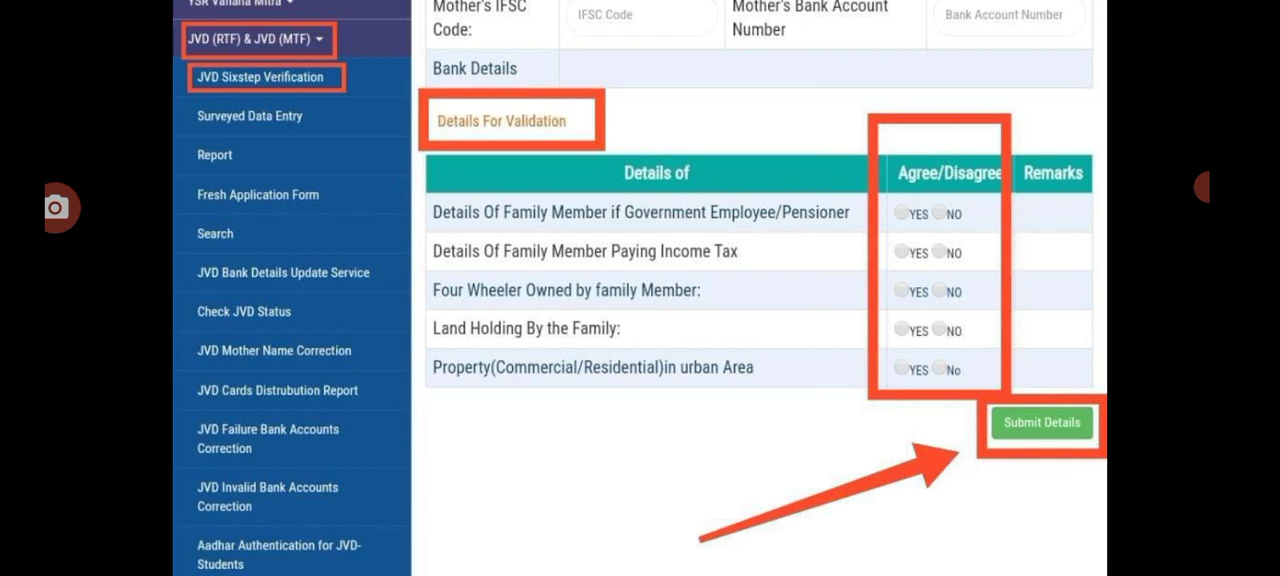 YSR Vahana Mitra
JVD (RTF) & JVD (MTF)
JVD Sixstep Verification
Surveyed Data Entry
Report
Fresh Application Form
Search
JVD Bank Details Update Service
Check JVD Status
JVD Mother Name Correction
JVD Cards Distrubution Report
JVD Failure Bank Accounts
Correction
JVD Invalid Bank Accounts
Correction
Aadhar Authentication for JVD-
Students
Mother's IFSC
Code:
IFSC Code
Mother's Bank Account
Number
Bank Account Number
Bank Details
Details For Validation
Details of Agree/Disagree Remarks
Details Of Family Member if Government Employee/Pensioner YES NO
Details Of Family Member Paying Income Tax YES NO
Four Wheeler Owned by family Member: YES NO
Land Holding By the Family: YES NO
Property(Commercial/Residential)in urban Area YES No
Submit Details